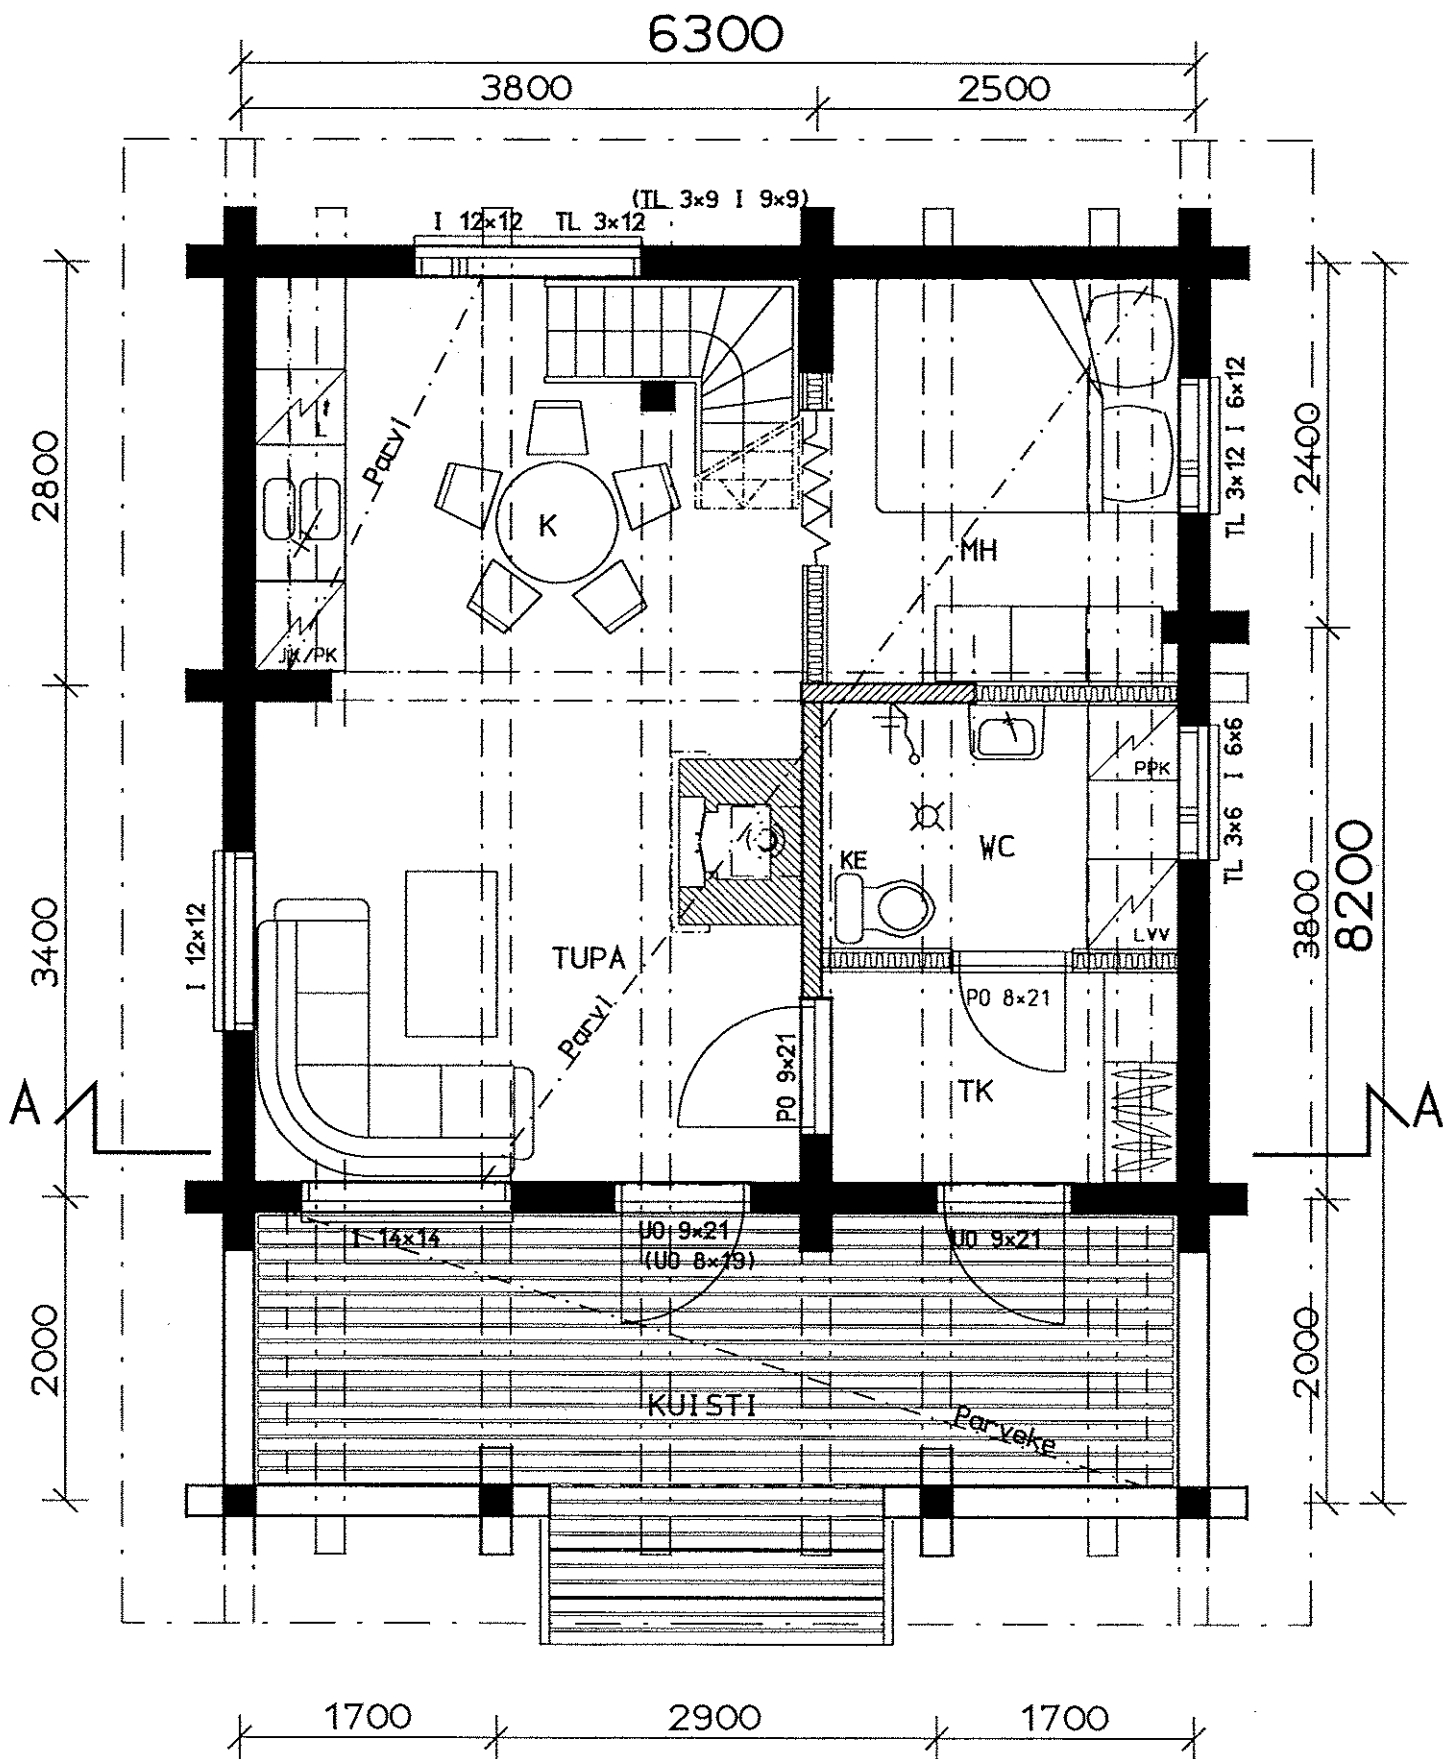 6300
3800
2500
(TL 3×9 I 9×9)
I 12×12 TL 3×12
2800
L
Parvi
K
JK/PK
MH
TL 3×12 I 6×12
2400
PPK
TL 3×6 I 6×6
WC
KE
LVV
8200
3800
3400
I 12×12
TUPA
Parvi
PO 9×21
PO 8×21
TK
A
A
I 14×14
UO 9×21
(UO 8×19)
UO 9×21
2000
KUISTI
Parveke
2000
1700
2900
1700